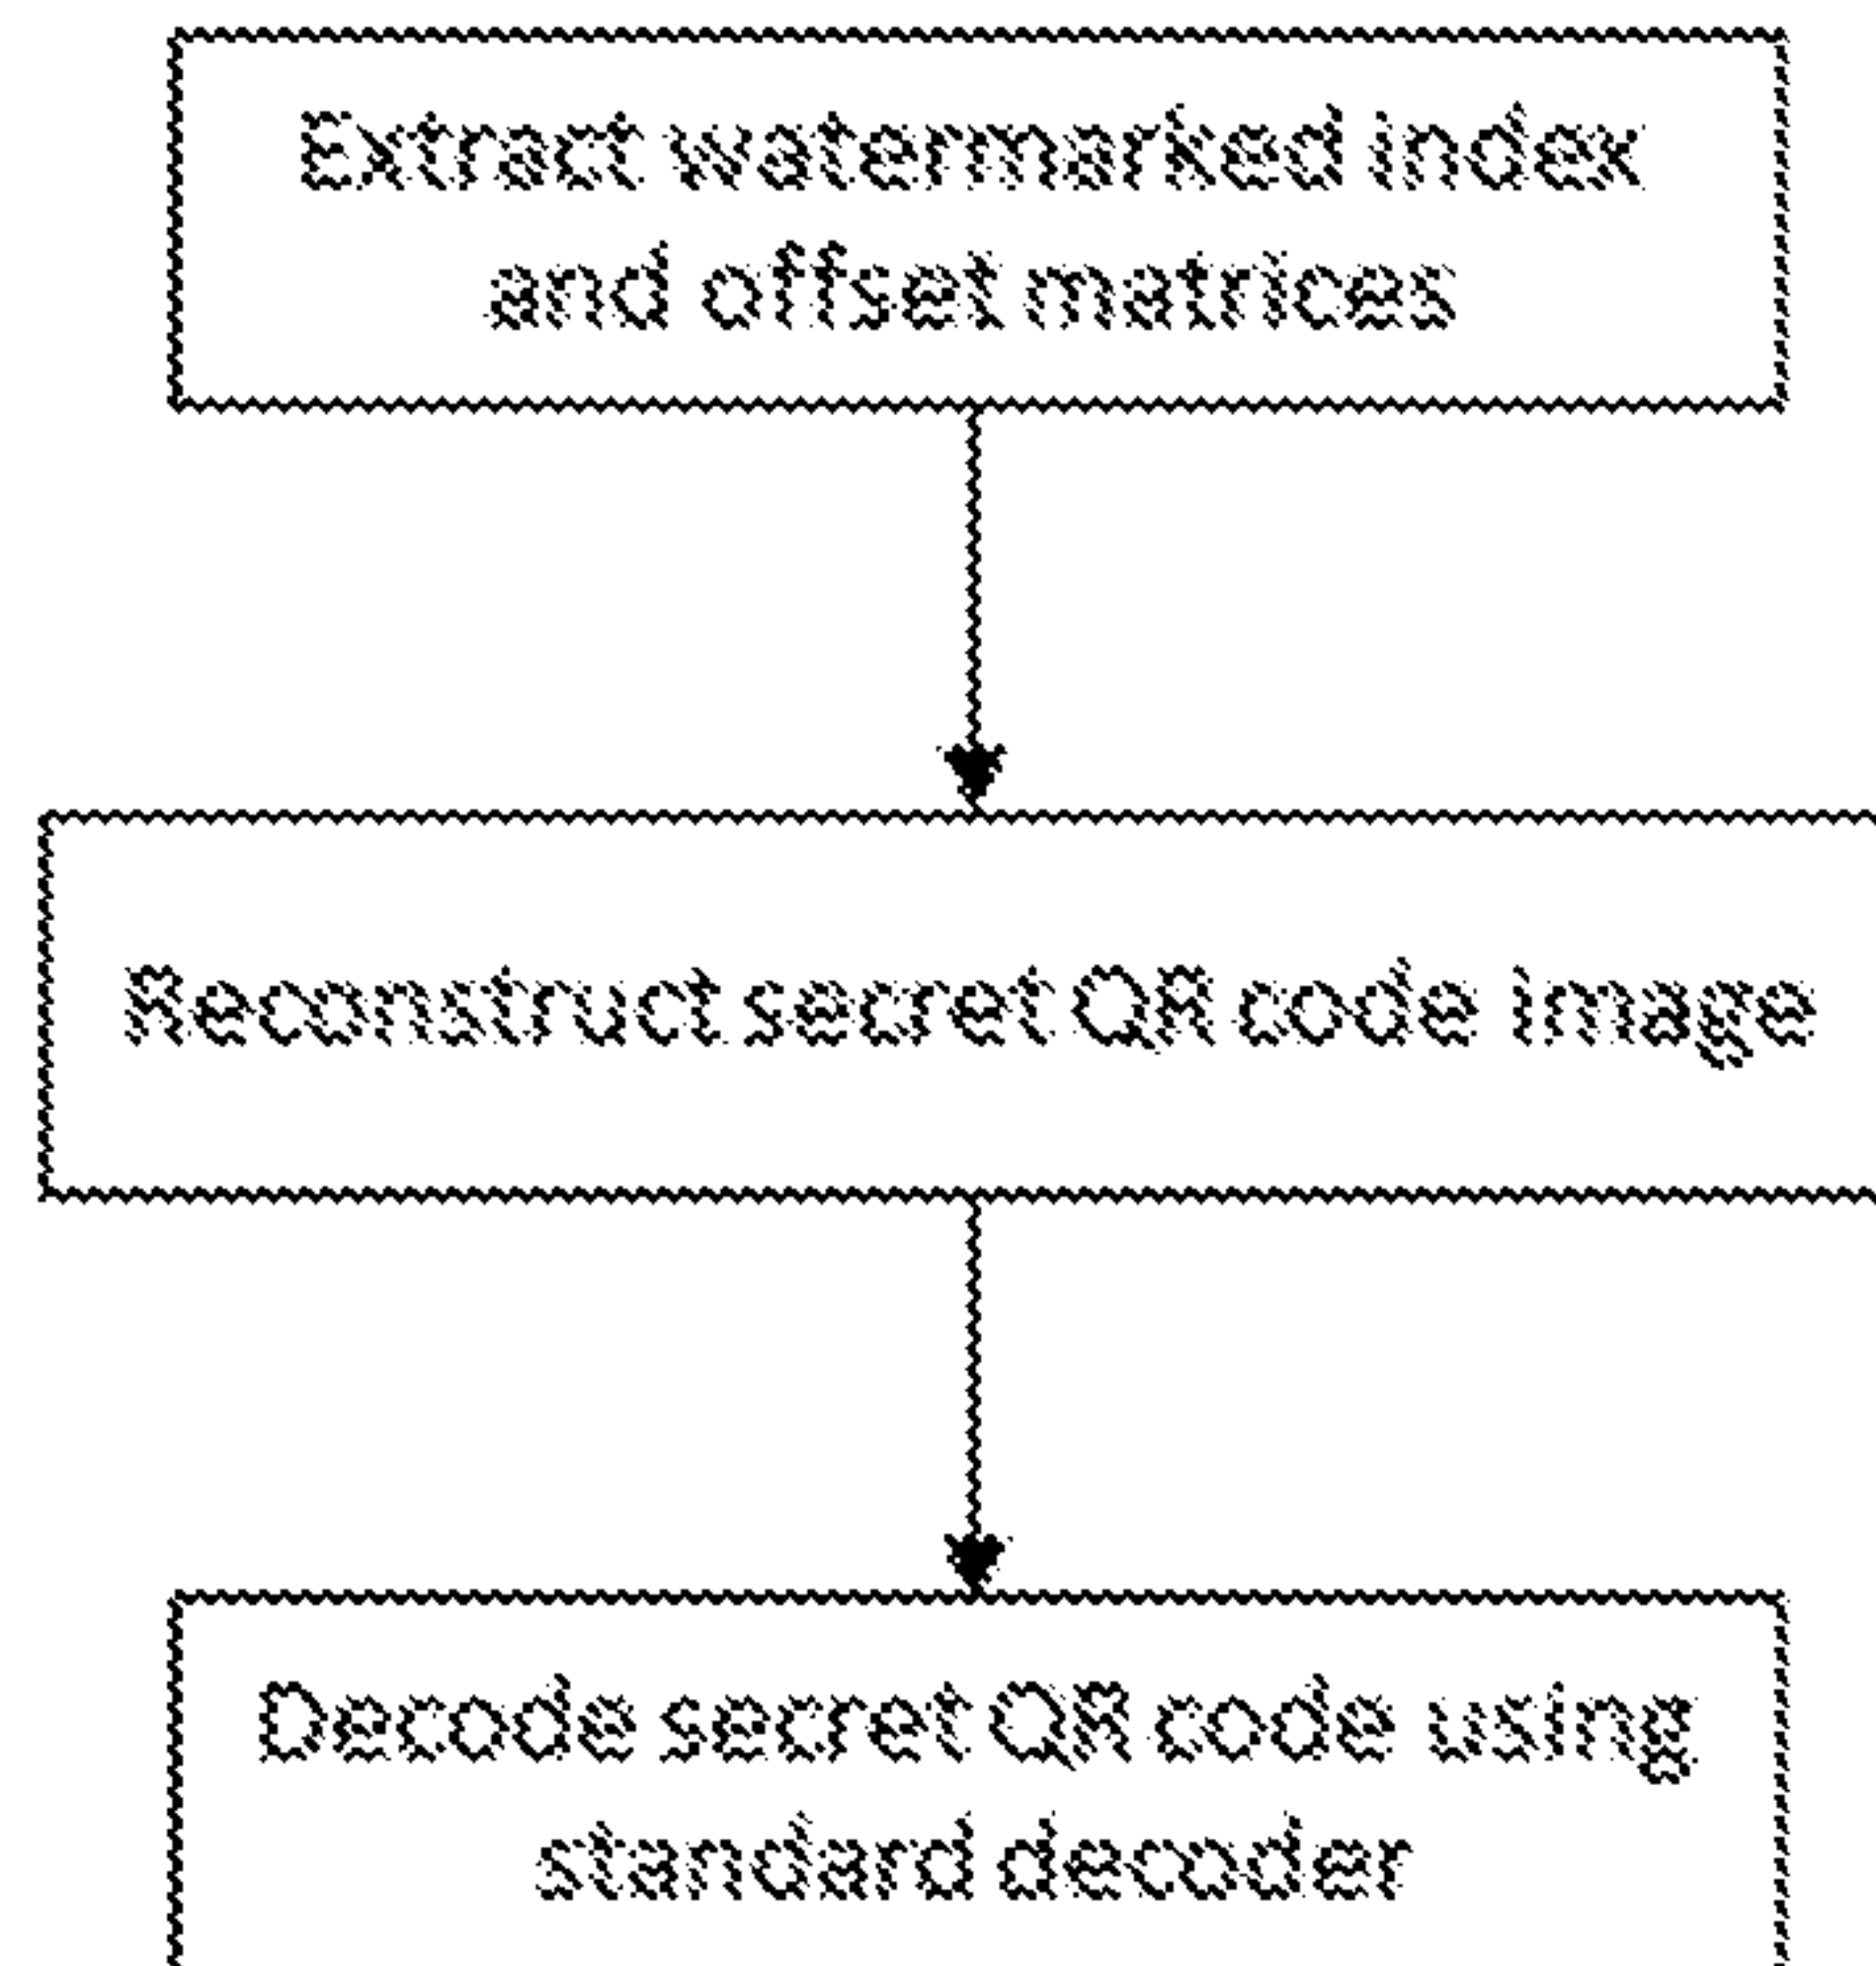 Extract watermarked index
and offset matrices
Reconstruct secret QR code image
Decode secret QR code using
standard decoder